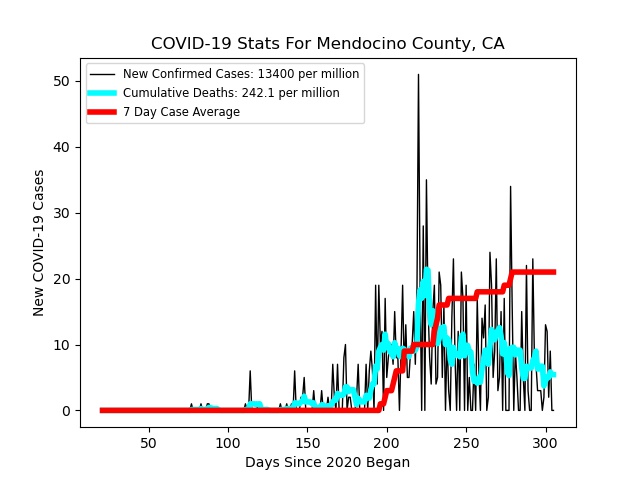 COVID-19 Stats For Mendocino County, CA
New Confirmed Cases: 13400 per million
Cumulative Deaths: 242.1 per million
7 Day Case Average
New COVID-19 Cases
50
40
30
20
10
0
50 100 150 200 250 300
Days Since 2020 Began